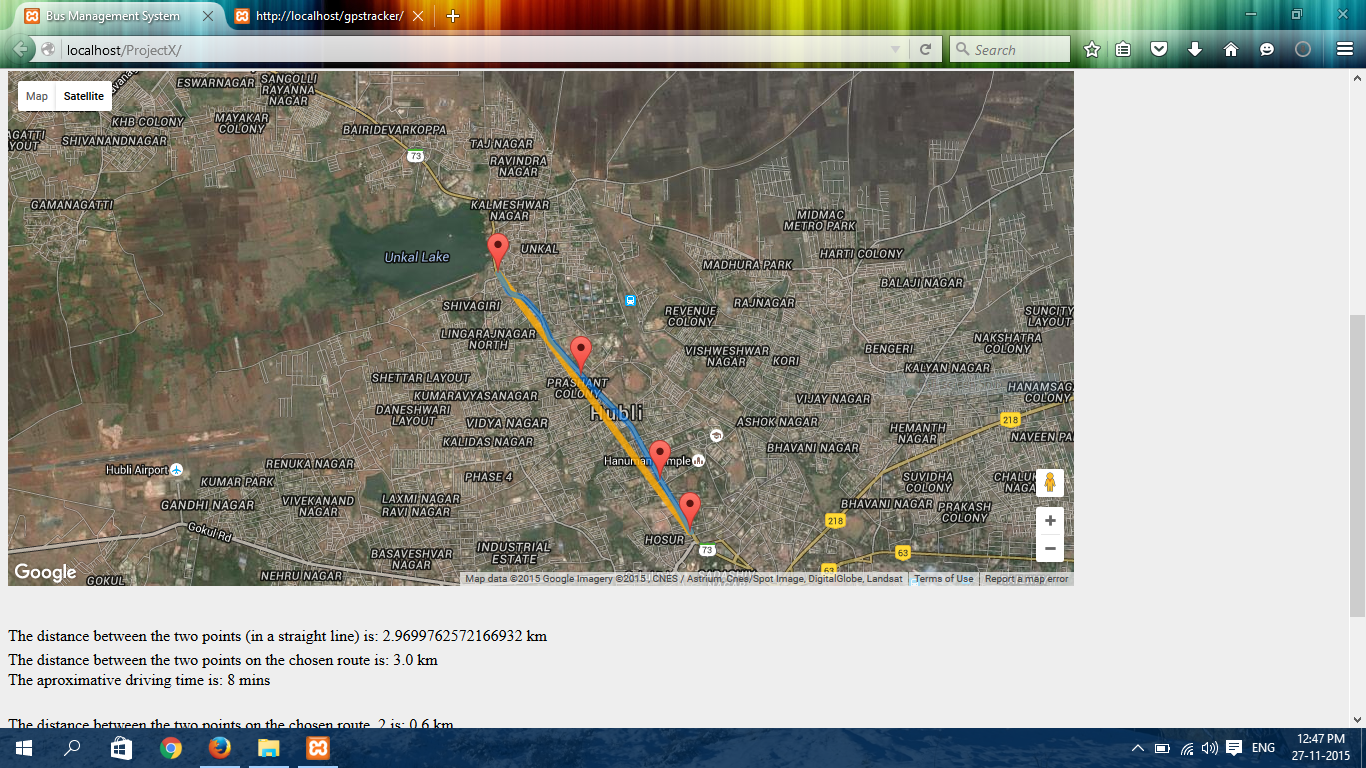 Bus Management System
http://localhost/gpstracker/
localhost/ProjectX/
Search
Map
Satellite
ESWARNAGAR
SANGOLLI
RAYANNA
NAGAR
KHB COLONY
MAYAKAR
COLONY
AGATTI
YOUT
SHIVANANDNAGAR
BAIRIDEVARKOPPA
73
TAJ NAGAR
RAVINDRA
NAGAR
GAMANAGATTI
KALMESHWAR
NAGAR
MIDMAC
METRO PARK
Unkal Lake
UNKAL
HARTI COLONY
MADHURA PARK
BALAJI NAGAR
SHIVAGIRI
RAJNAGAR
REVENUE
COLONY
SUNCITY
LAYOUT
LINGARAJNAGAR
NORTH
NAKSHATRA
COLONY
VISHWESHWAR
NAGAR
KORI
BENGERI
KALYAN NAGAR
SHETTAR LAYOUT
PRASHANT
COLONY
HANAMSAG
COLONY
KUMARAVYASANAGAR
VIJAY NAGAR
DANESHWARI
LAYOUT
Hubli
VIDYA NAGAR
ASHOK NAGAR
218
HEMANTH
NAGAR
NAVEEN PA
KALIDAS NAGAR
BHAVANI NAGAR
Hubli Airport
RENUKA NAGAR
Hanuman Temple
KUMAR PARK
PHASE 4
SUVIDHA
COLONY
CHALUK
NAGA
GANDHI NAGAR
VIVEKANAND
NAGAR
LAXMI NAGAR
RAVI NAGAR
BHAVANI NAGAR
PRAKASH
COLONY
218
Gokul Rd
HOSUR
73
BASAVESHVAR
NAGAR
INDUSTRIAL
ESTATE
63
63
Google
GOKUL
NEHRUNAGAR
Map data ©2015 Google Imagery ©2015 , CNES / Astrium, Cnes/Spot Image, DigitalGlobe, Landsat
Terms of Use
Report a map error
The distance between the two points (in a straight line) is: 2.9699762572166932 km
The distance between the two points on the chosen route is: 3.0 km
The aproximative driving time is: 8 mins
The distance between the two points on the chosen route 2 is: 0.6 km
ENG
12:47 PM
27-11-2015